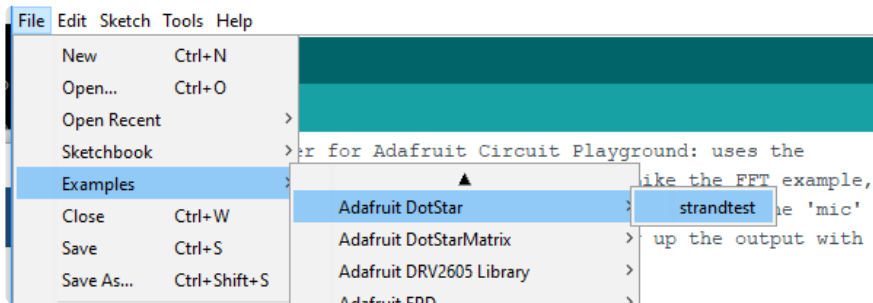 File Edit Sketch Tools Help
New Ctrl+N
Open... Ctrl+O
Open Recent
Sketchbook
Examples
Close Ctrl+W
Save Ctrl+S
Save As... Ctrl+Shift+S
Adafruit DotStar
Adafruit DotStarMatrix
Adafruit DRV2605 Library
Adafruit EPD
strandtest
er for Adafruit Circuit Playground: uses the
ike the FFT example,
he 'mic'
up the output with